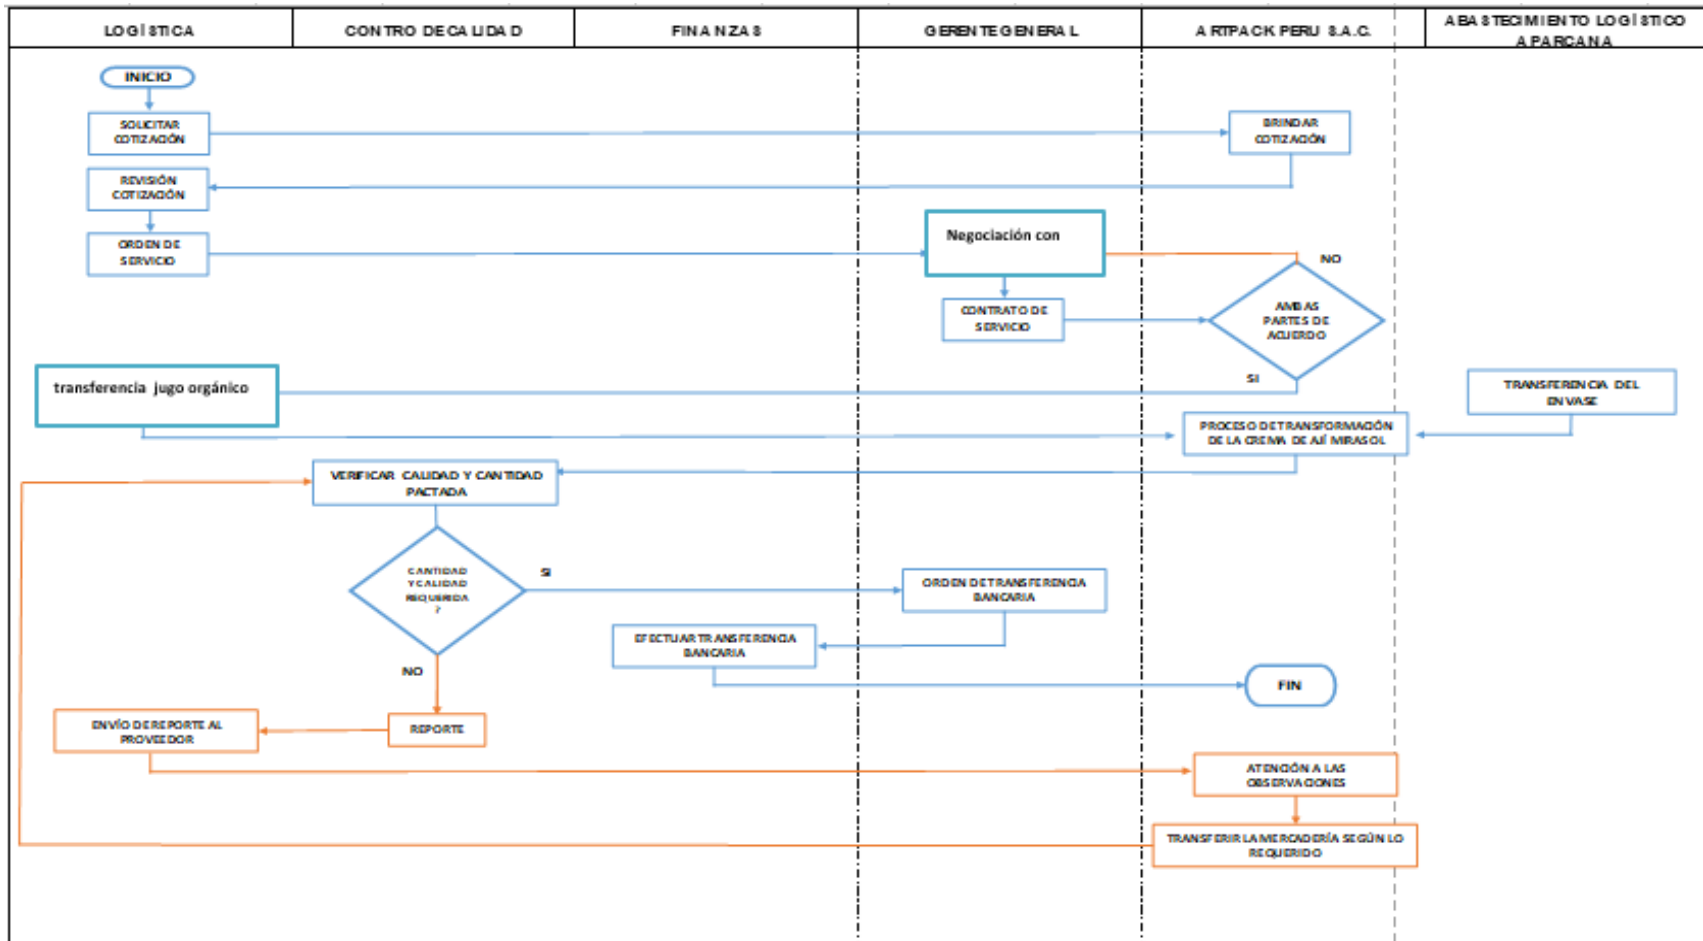 LOGÍSTICA
CONTRO DE CALIDAD
FINANZAS
GERENTE GENERAL
ARTPACK PERU S.A.C.
ABASTECIMIENTO LOGÍSTICO
APARCANA
INICIO
SOLICITAR
COTIZACIÓN
BRINDAR
COTIZACIÓN
REVISIÓN
COTIZACIÓN
ORDEN DE
SERVICIO
Negociación con
NO
CONTRATO DE
SERVICIO
AMBAS
PARTES DE
ACUERDO
SI
transferencia jugo orgánico
TRANSFERENCIA DEL
ENVASE
PROCESO DE TRANSFORMACIÓN
DE LA CREMA DE AJÍ MIRASOL
VERIFICAR CALIDAD Y CANTIDAD
PACTADA
CANTIDAD
Y CALIDAD
REQUERIDA
?
SI
ORDEN DE TRANSFERENCIA
BANCARIA
EFECTUAR TRANSFERENCIA
BANCARIA
NO
FIN
ENVÍO DE REPORTE AL
PROVEEDOR
REPORTE
ATENCIÓN A LAS
OBSERVACIONES
TRANSFERIR LA MERCADERÍA SEGÚN LO
REQUERIDO